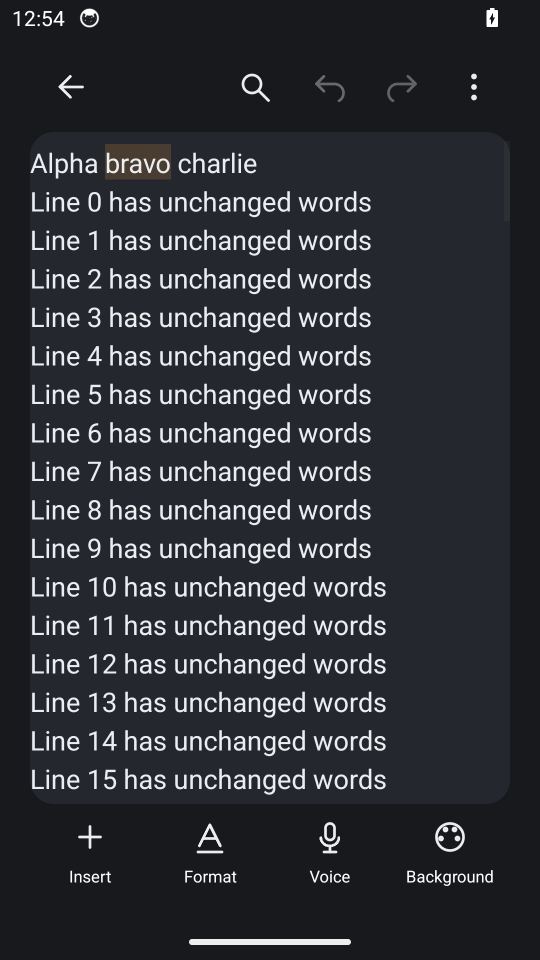 12:54
Alpha bravo charlie
Line 0 has unchanged words
Line 1 has unchanged words
Line 2 has unchanged words
Line 3 has unchanged words
Line 4 has unchanged words
Line 5 has unchanged words
Line 6 has unchanged words
Line 7 has unchanged words
Line 8 has unchanged words
Line 9 has unchanged words
Line 10 has unchanged words
Line 11 has unchanged words
Line 12 has unchanged words
Line 13 has unchanged words
Line 14 has unchanged words
Line 15 has unchanged words
Insert Format Voice Background